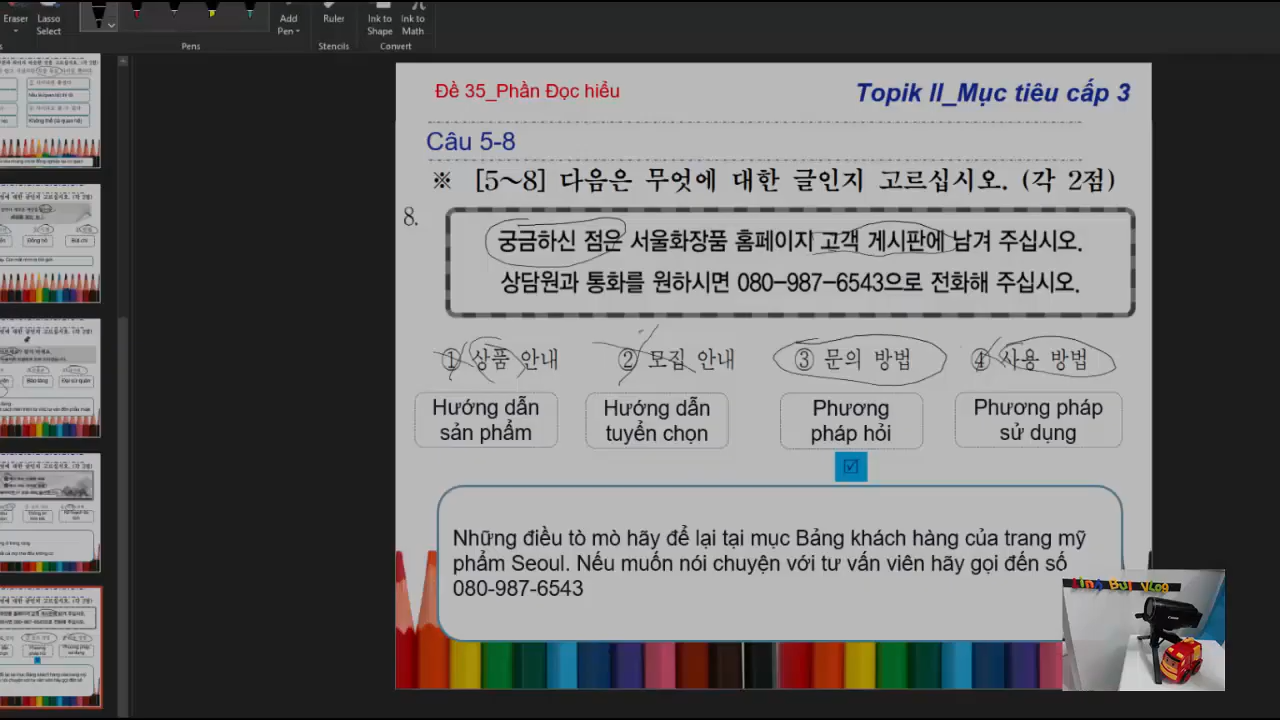 Eraser
Lasso
Select
Add
Pen
Ruler
Ink to
Shape
Ink to
Math
Pens
Stencils
Convert
Đề 35_Phần Đọc hiểu
Topik II_Mục tiêu cấp 3
Câu 5-8
※ [5~8] 다음은 무엇에 대한 글인지 고르십시오. (각 2점)
8.
궁금하신 점은 서울화장품 홈페이지 고객 게시판에 남겨 주십시오.
상담원과 통화를 원하시면 080-987-6543으로 전화해 주십시오.
① 상품 안내 ② 모집 안내 ③ 문의 방법 ④ 사용 방법
Hướng dẫn
sản phẩm
Hướng dẫn
tuyển chọn
Phương
pháp hỏi
Phương pháp
sử dụng
Những điều tò mò hãy để lại tại mục Bảng khách hàng của trang mỹ
phẩm Seoul. Nếu muốn nói chuyện với tư vấn viên hãy gọi đến số
080-987-6543
Linh Bui Vlog